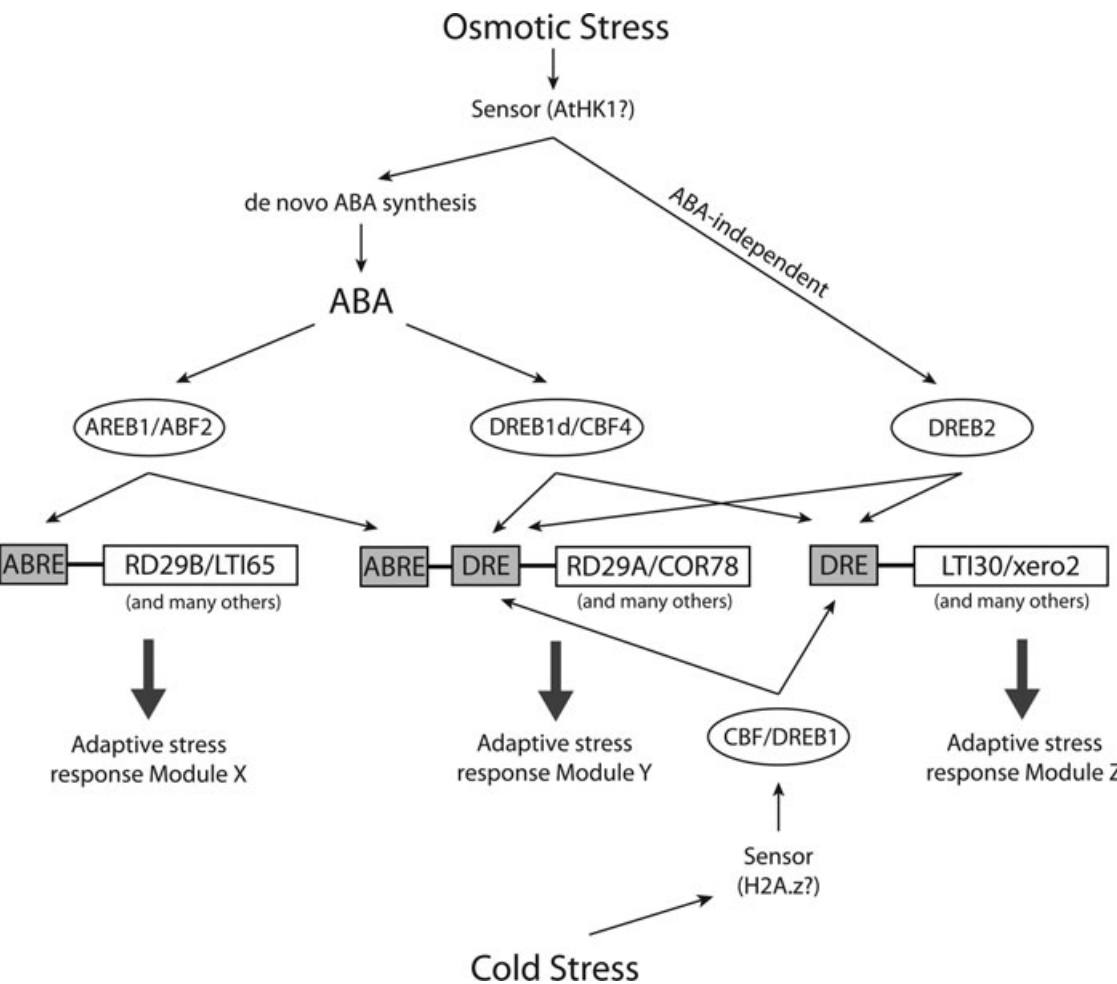 Osmotic Stress
Sensor (AtHK1?)
de novo ABA synthesis
ABA-independent
ABA
AREB1/ABF2
DREB1d/CBF4
DREB2
ABRE
RD29B/LTI65
ABRE
DRE
RD29A/COR78
DRE
LTI30/xero2
(and many others)
(and many others)
(and many others)
Adaptive stress
response Module X
Adaptive stress
response Module Y
CBF/DREB1
Adaptive stress
response Module Z
Sensor
(H2A.z?)
Cold Stress